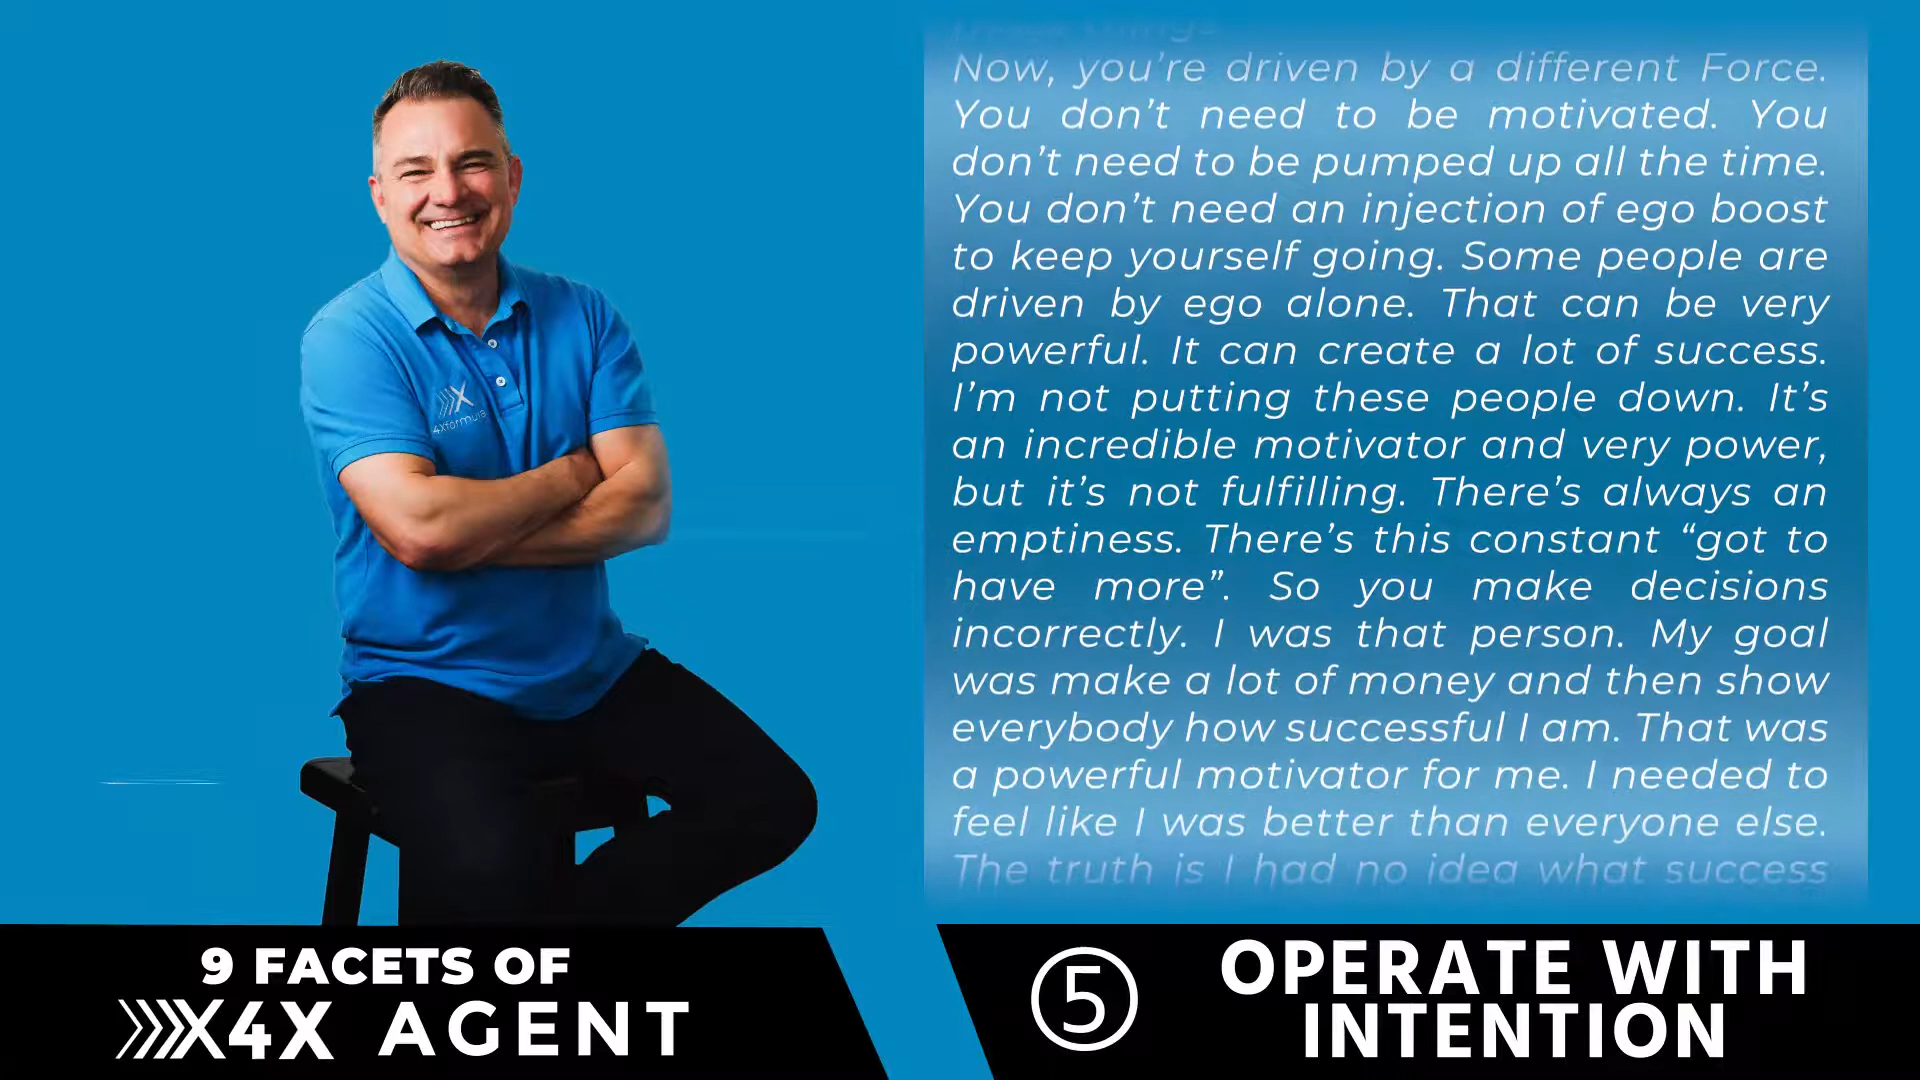 Now, you're driven by a different Force.
You don't need to be motivated. You
don't need to be pumped up all the time.
You don't need an injection of ego boost
to keep yourself going. Some people are
driven by ego alone. That can be very
powerful. It can create a lot of success.
I'm not putting these people down. It's
an incredible motivator and very power,
but it's not fulfilling. There's always an
emptiness. There's this constant “got to
have more”. So you make decisions
incorrectly. I was that person. My goal
was make a lot of money and then show
everybody how successful I am. That was
a powerful motivator for me. I needed to
feel like I was better than everyone else.
The truth is I had no idea what success
X
4xformula
9 FACETS OF
X4X AGENT
5
OPERATE WITH
INTENTION